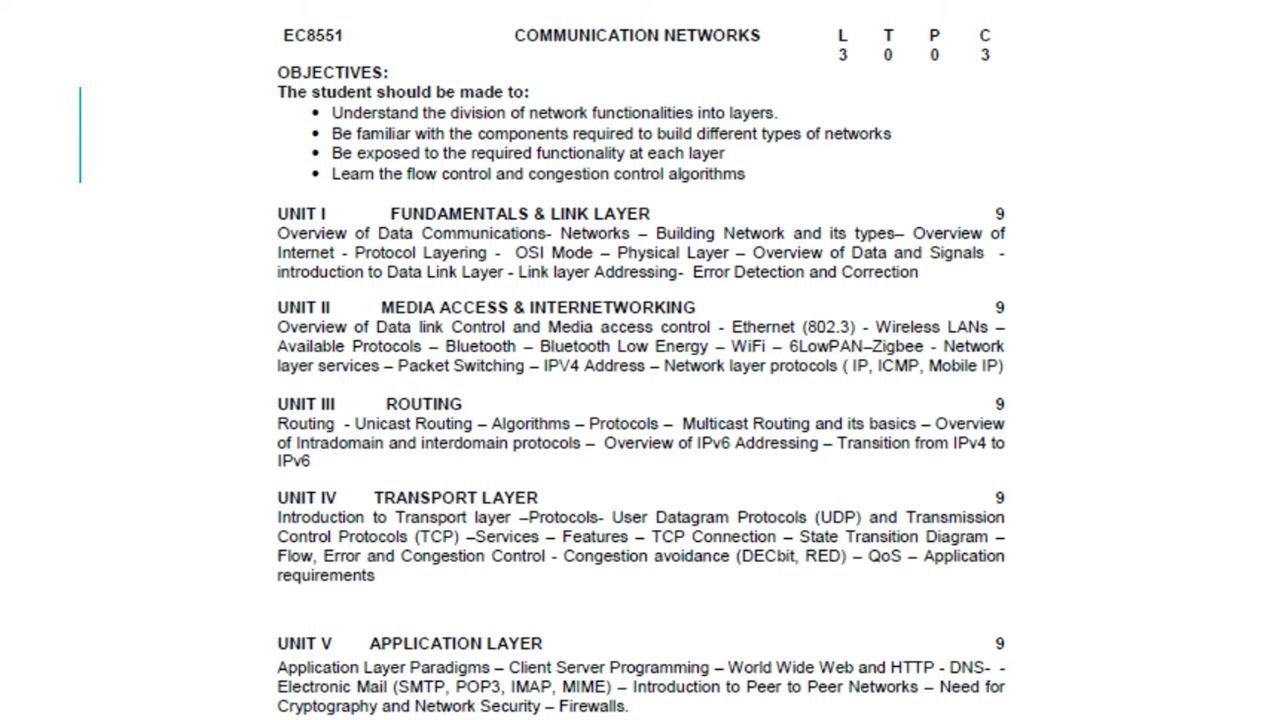 EC8551 COMMUNICATION NETWORKS L T P C
3 0 0 3
OBJECTIVES:
The student should be made to:
• Understand the division of network functionalities into layers.
• Be familiar with the components required to build different types of networks
• Be exposed to the required functionality at each layer
• Learn the flow control and congestion control algorithms
UNIT I FUNDAMENTALS & LINK LAYER 9
Overview of Data Communications- Networks – Building Network and its types– Overview of
Internet - Protocol Layering - OSI Mode – Physical Layer – Overview of Data and Signals -
introduction to Data Link Layer - Link layer Addressing- Error Detection and Correction
UNIT II MEDIA ACCESS & INTERNETWORKING 9
Overview of Data link Control and Media access control - Ethernet (802.3) - Wireless LANs –
Available Protocols – Bluetooth – Bluetooth Low Energy – WiFi – 6LowPAN–Zigbee - Network
layer services – Packet Switching – IPV4 Address – Network layer protocols ( IP, ICMP, Mobile IP)
UNIT III ROUTING 9
Routing - Unicast Routing – Algorithms – Protocols – Multicast Routing and its basics – Overview
of Intradomain and interdomain protocols – Overview of IPv6 Addressing – Transition from IPv4 to
IPv6
UNIT IV TRANSPORT LAYER 9
Introduction to Transport layer –Protocols- User Datagram Protocols (UDP) and Transmission
Control Protocols (TCP) –Services – Features – TCP Connection – State Transition Diagram –
Flow, Error and Congestion Control - Congestion avoidance (DECbit, RED) – QoS – Application
requirements
UNIT V APPLICATION LAYER 9
Application Layer Paradigms – Client Server Programming – World Wide Web and HTTP - DNS- -
Electronic Mail (SMTP, POP3, IMAP, MIME) – Introduction to Peer to Peer Networks – Need for
Cryptography and Network Security – Firewalls.